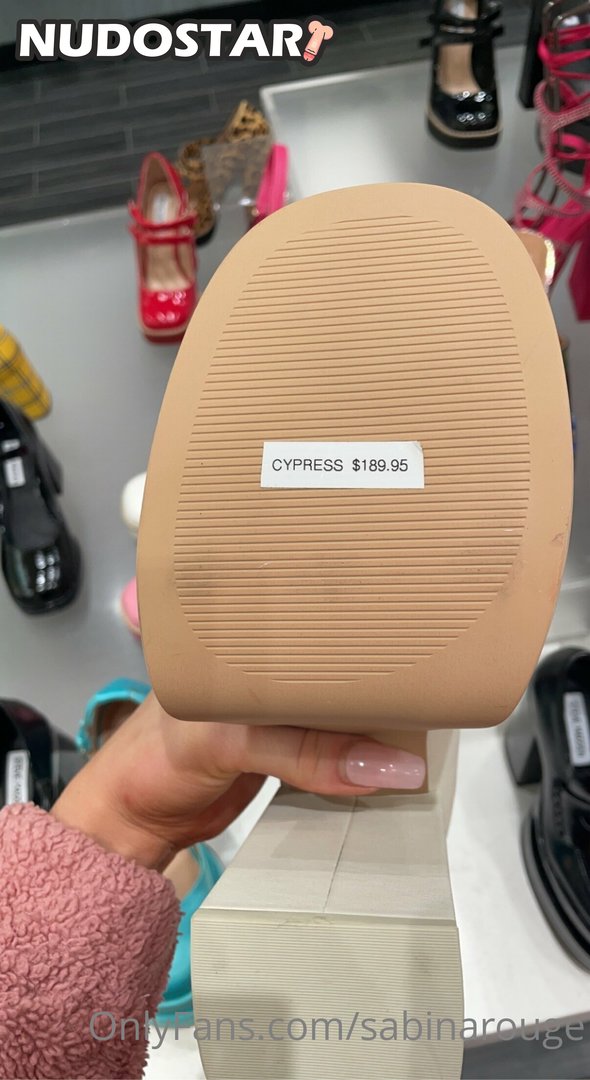 NUDOSTAR
CYPRESS $189.95
OnlyFans.com/sabinarouge